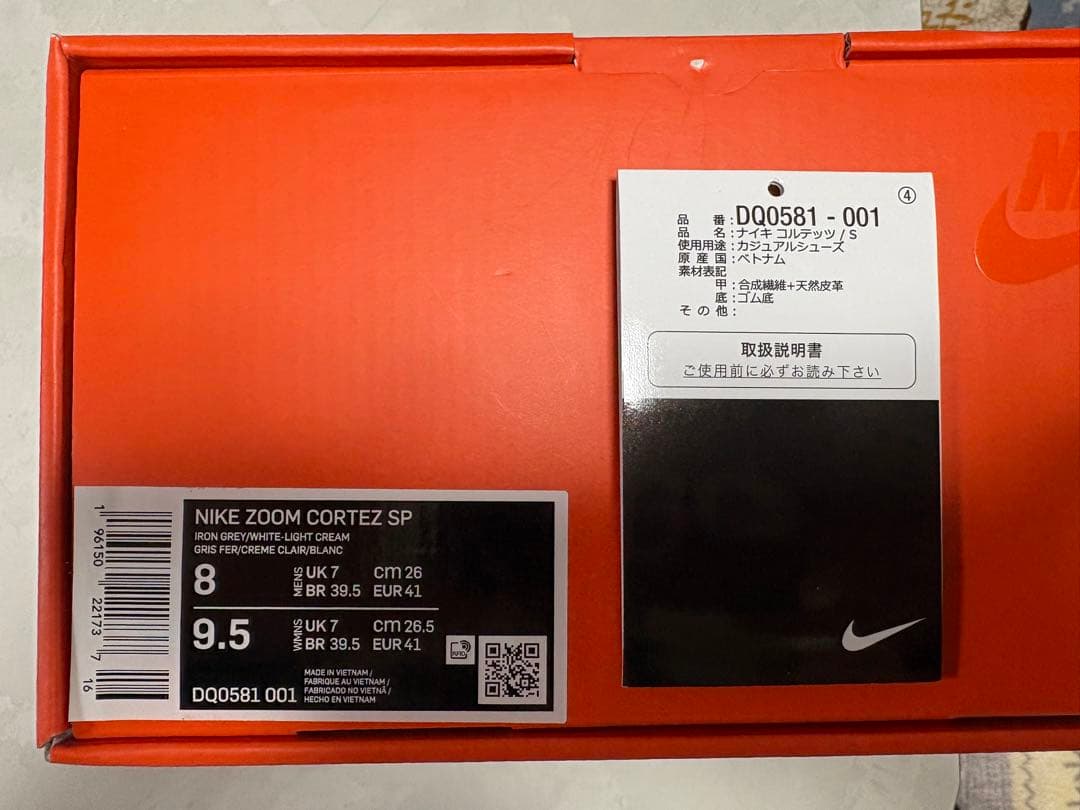 ④
品 番:DQ0581 - 001
品 名:ナイキ コルテッツ / S
使用用途:カジュアルシューズ
原 産 国:ベトナム
素材表記
甲:合成繊維+天然皮革
底:ゴム底
そ の 他:
取扱説明書
ご使用前に必ずお読み下さい
NIKE ZOOM CORTEZ SP
IRON GREY/WHITE-LIGHT CREAM
GRIS FER/CREME CLAIR/BLANC
8 MENS UK 7 cm 26
BR 39.5 EUR 41
9.5 WMNS UK 7 cm 26.5
BR 39.5 EUR 41
RFID
DQ0581 001
MADE IN VIETNAM /
FABRIQUE AU VIETNAM /
FABRICADO NO VIETNÃ /
HECHO EN VIETNAM
1 96150 22173 7 16